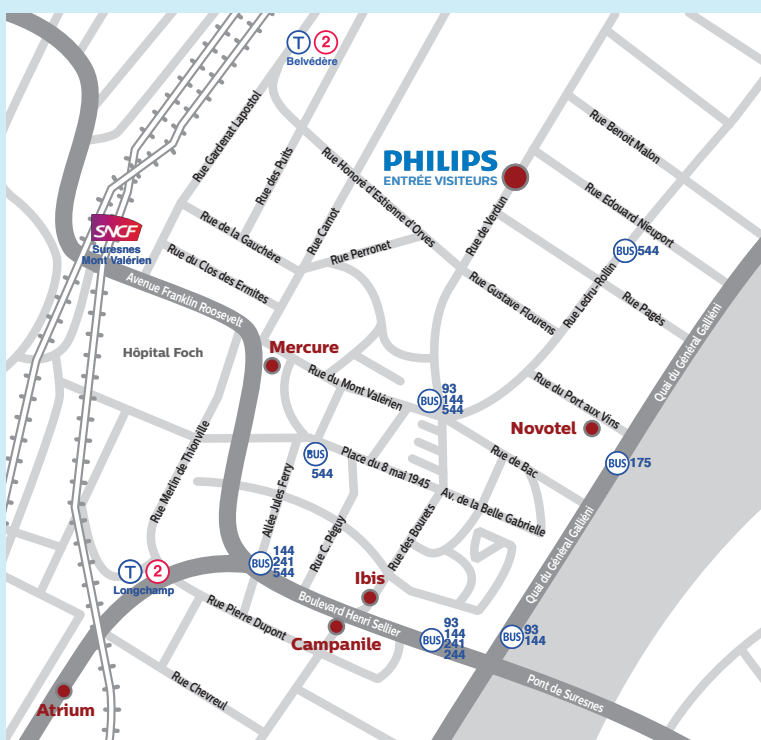 T 2
Belvédère
Rue Benoit Malon
Rue Gardenat Lapostol
Rue des Puits
Rue Honoré d'Estienne d'Orves
PHILIPS
ENTRÉE VISITEURS
Rue Edouard Nieuport
Rue de Verdun
SNCF
Suresnes
Mont Valérien
Rue de la Gauchère
Rue Carnot
Rue Perronet
BUS 544
Rue du Clos des Ermites
Avenue Franklin Roosevelt
Rue Gustave Flourens
Rue Ledru-Rollin
Rue Pagès
Quai du Général Galliéni
Hôpital Foch
Mercure
Rue du Mont Valérien
BUS
93
144
544
Rue du Port aux Vins
Novotel
Rue Merlin de Thionville
BUS
544
Place du 8 mai 1945
Rue de Bac
BUS 175
Allée Jules Ferry
Av. de la Belle Gabrielle
Rue C. Péguy
Rue des Bourets
Quai du Général Galliéni
BUS
144
241
544
T 2
Longchamp
Ibis
Boulevard Henri Sellier
Rue Pierre Dupont
Campanile
BUS
93
144
241
244
BUS
93
144
Rue Chevreul
Pont de Suresnes
Atrium